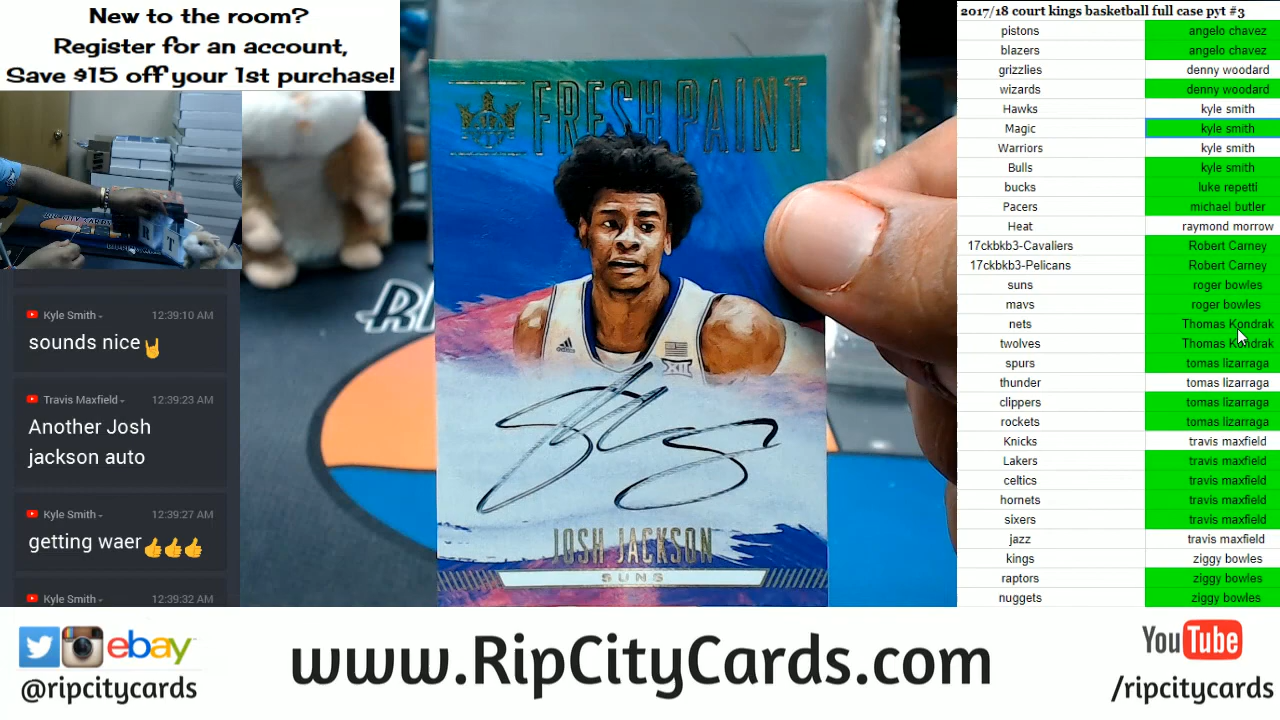 New to the room?
Register for an account,
Save $15 off your 1st purchase!
Kyle Smith
12:39:10 AM
sounds nice🤘
Travis Maxfield
12:39:23 AM
Another Josh
jackson auto
Kyle Smith
12:39:27 AM
getting waer👍👍👍
Kyle Smith
12:39:32 AM
FRESH PAINT
XII
JOSH JACKSON
SUNS
2017/18 court kings basketball full case pyt #3
pistons angelo chavez
blazers angelo chavez
grizzlies denny woodard
wizards denny woodard
Hawks kyle smith
Magic kyle smith
Warriors kyle smith
Bulls kyle smith
bucks luke repetti
Pacers michael butler
Heat raymond morrow
17ckbkb3-Cavaliers Robert Carney
17ckbkb3-Pelicans Robert Carney
suns roger bowles
mavs roger bowles
nets Thomas Kondrak
twolves Thomas Kondrak
spurs tomas lizarraga
thunder tomas lizarraga
clippers tomas lizarraga
rockets tomas lizarraga
Knicks travis maxfield
Lakers travis maxfield
celtics travis maxfield
hornets travis maxfield
sixers travis maxfield
jazz travis maxfield
kings ziggy bowles
raptors ziggy bowles
nuggets ziggy bowles
ebay
@ripcitycards
www.RipCityCards.com
YouTube
/ripcitycards